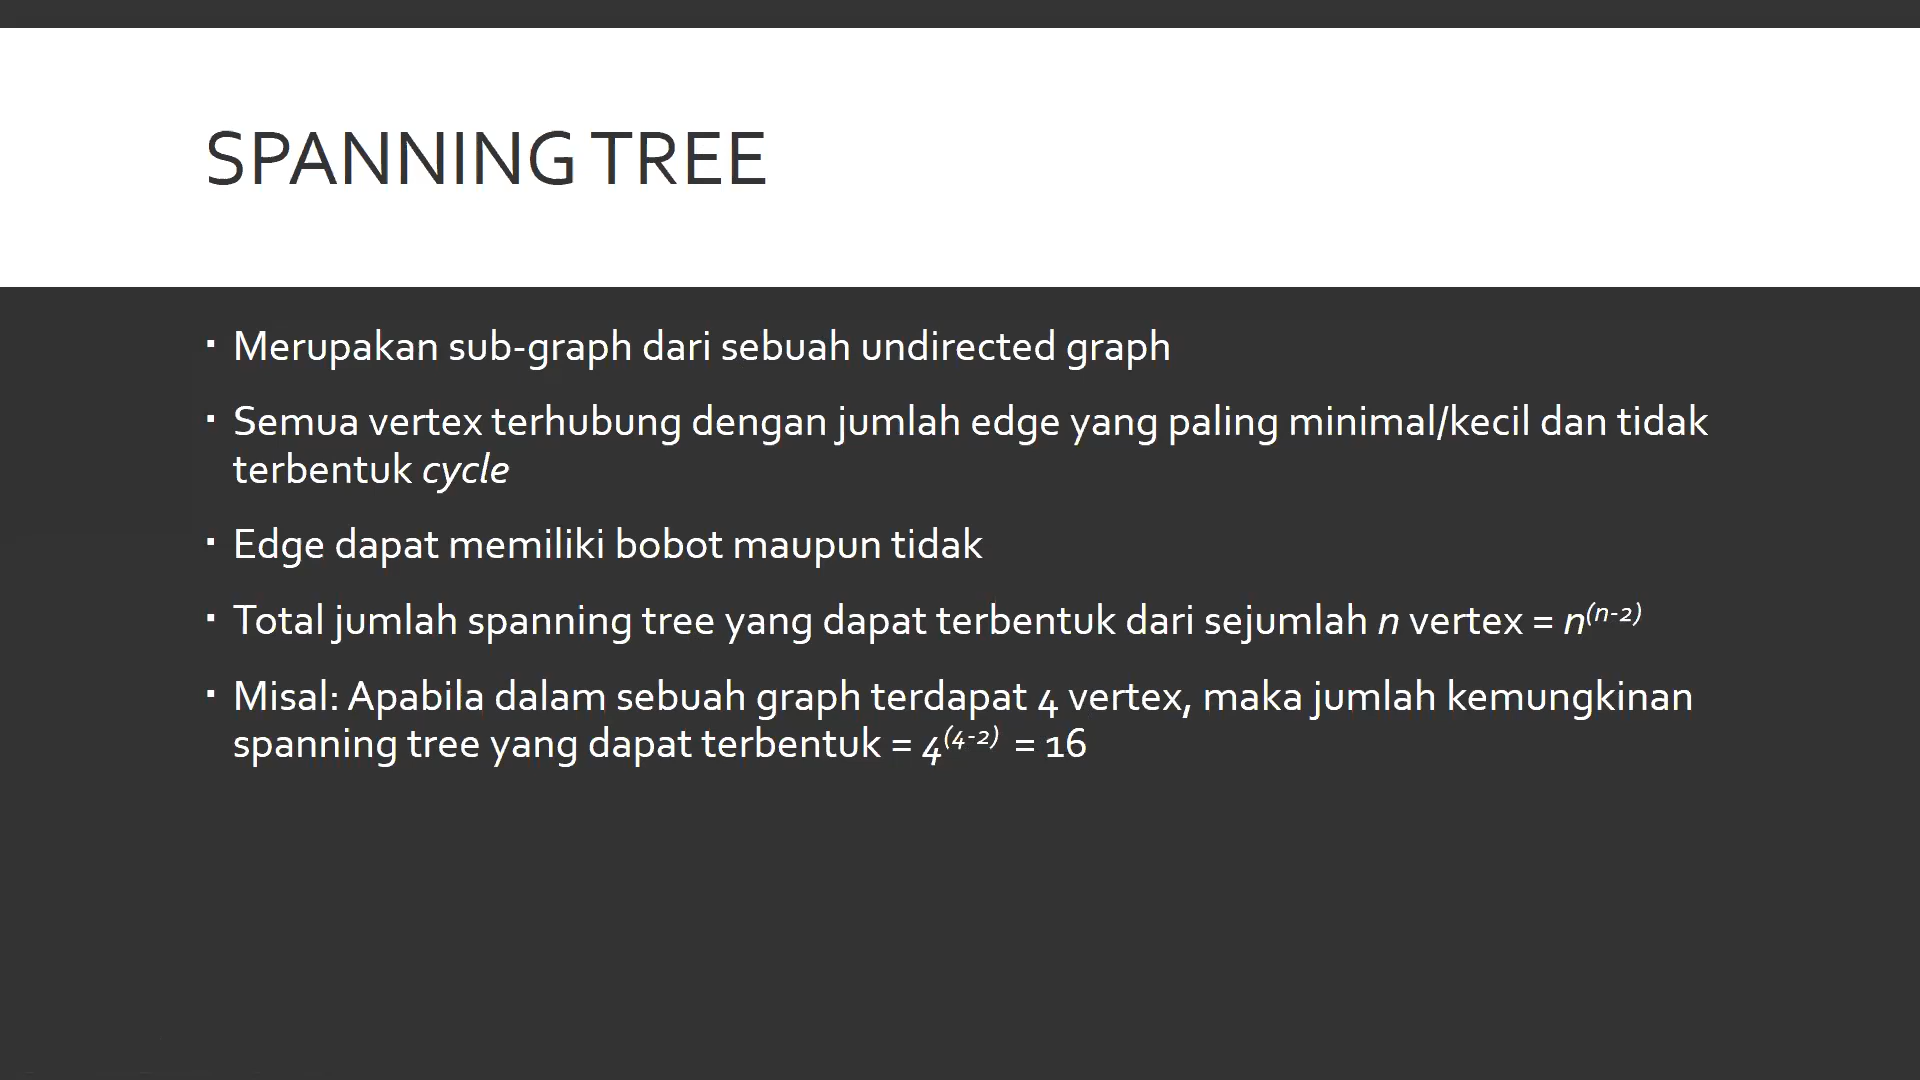 SPANNING TREE
▪ Merupakan sub-graph dari sebuah undirected graph
▪ Semua vertex terhubung dengan jumlah edge yang paling minimal/kecil dan tidak
terbentuk cycle
▪ Edge dapat memiliki bobot maupun tidak
▪ Total jumlah spanning tree yang dapat terbentuk dari sejumlah n vertex = n^(n-2)
▪ Misal: Apabila dalam sebuah graph terdapat 4 vertex, maka jumlah kemungkinan
spanning tree yang dapat terbentuk = 4^(4-2) = 16